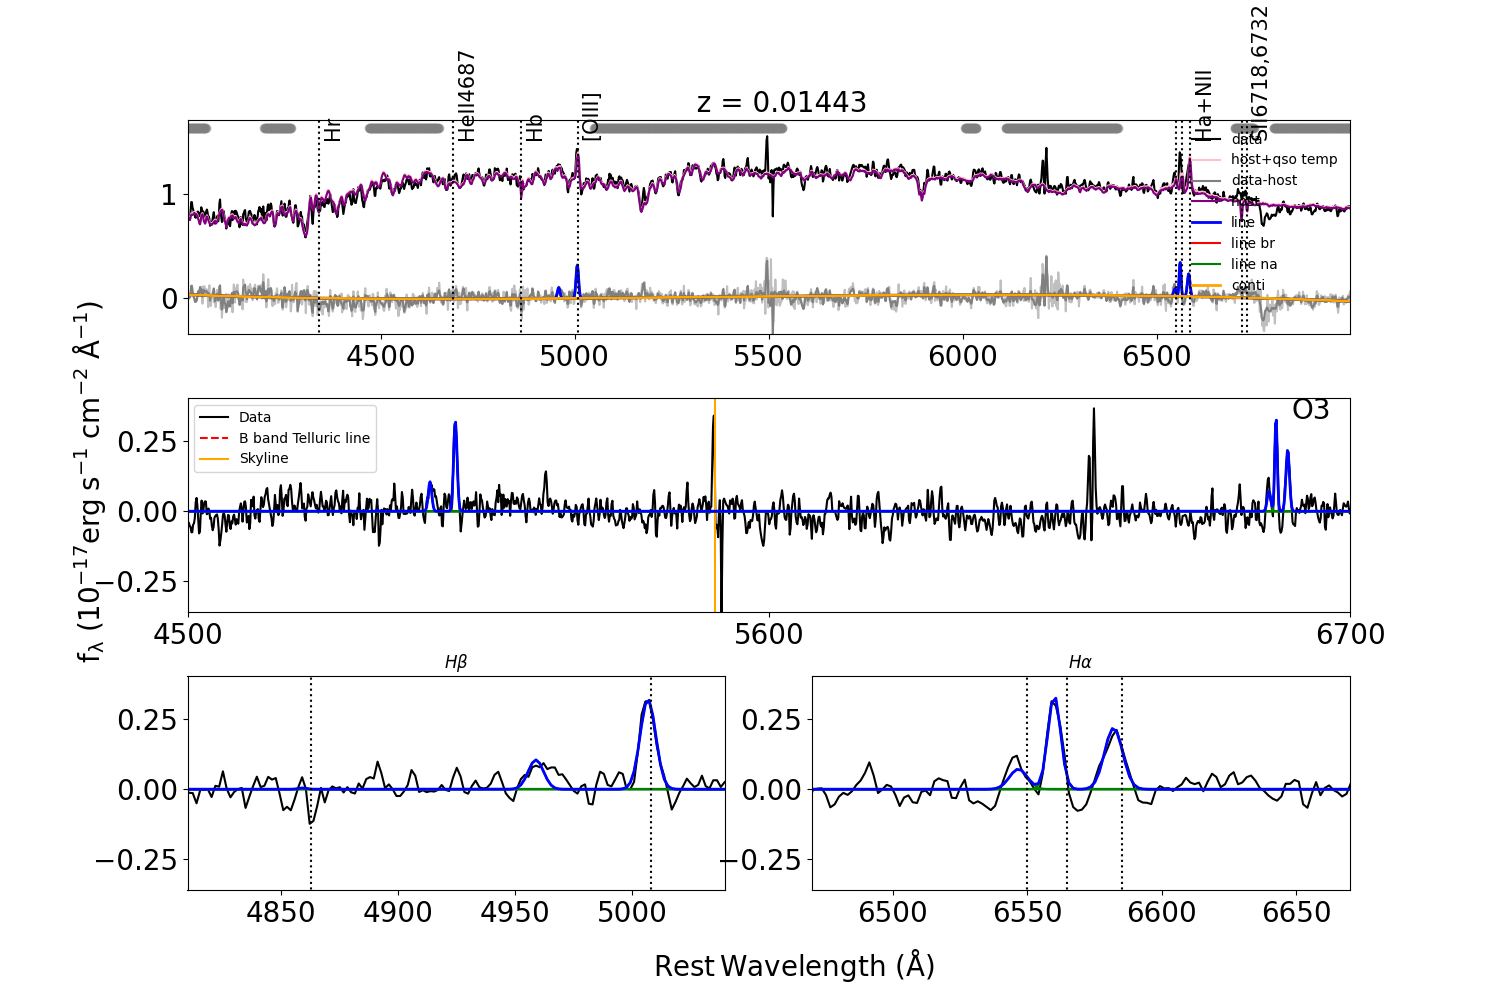 z = 0.01443
Hr
HeII4687
Hb
[OIII]
Ha+NII
SII6718,6732
data
host+qso temp
data-host
host
line
line br
line na
conti
1
0
4500 5000 5500 6000 6500
f_λ (10^−17 erg s^−1 cm^−2 Å^−1)
O3
Data
B band Telluric line
Skyline
0.25
0.00
−0.25
4500 5600 6700
Hβ
0.25
0.00
−0.25
4850 4900 4950 5000
Hα
0.25
0.00
−0.25
6500 6550 6600 6650
Rest Wavelength (Å)